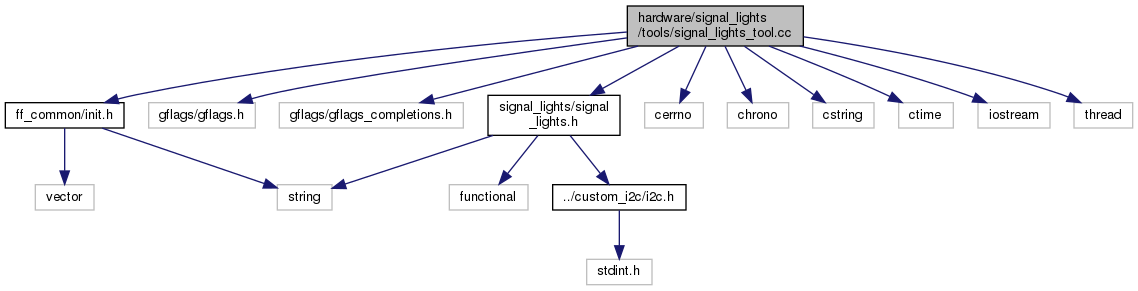 hardware/signal_lights
/tools/signal_lights_tool.cc
ff_common/init.h
gflags/gflags.h
gflags/gflags_completions.h
signal_lights/signal
_lights.h
cerrno
chrono
cstring
ctime
iostream
thread
vector
string
functional
../custom_i2c/i2c.h
stdint.h